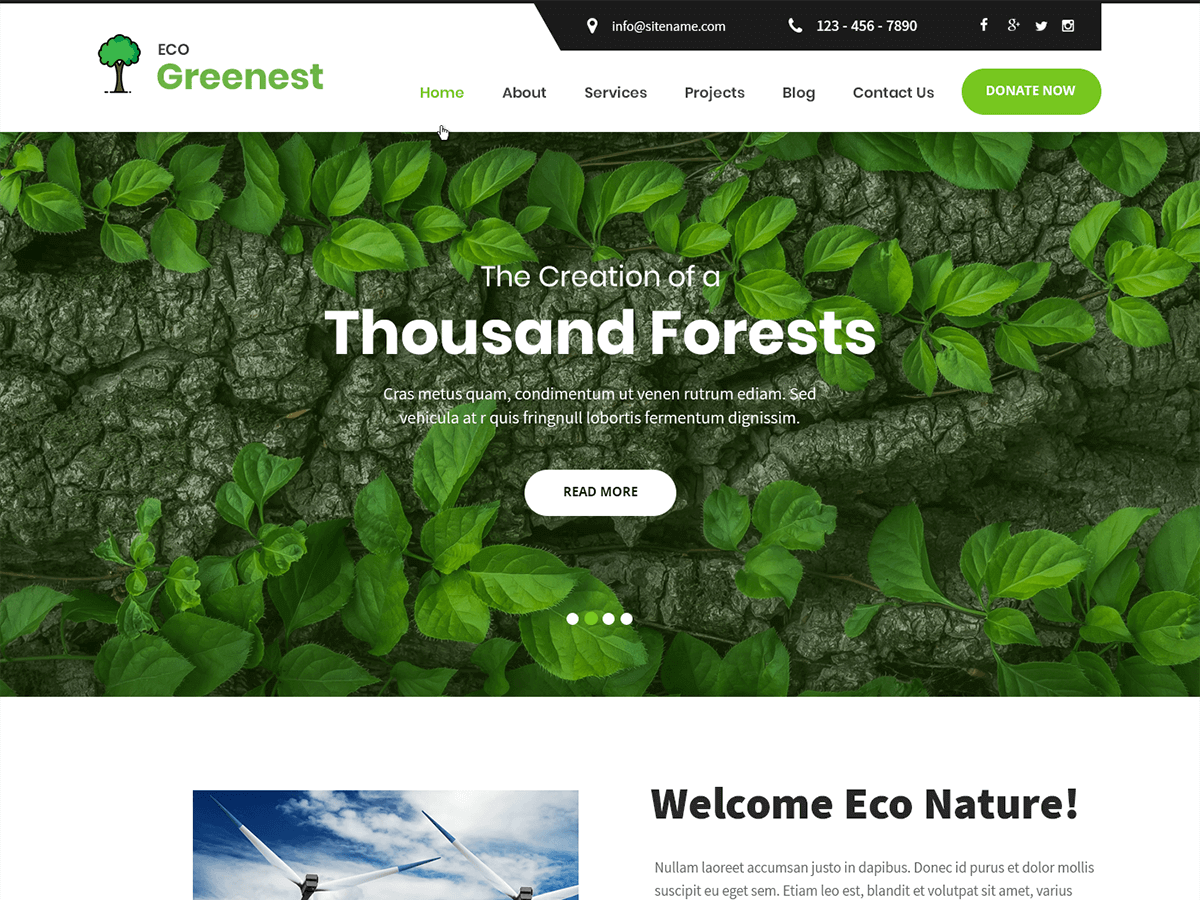 info@sitename.com
123 - 456 - 7890
ECO
Greenest
Home About Services Projects Blog Contact Us DONATE NOW
The Creation of a
Thousand Forests
Cras metus quam, condimentum ut venen rutrum ediam. Sed
vehicula at r quis fringnull lobortis fermentum dignissim.
READ MORE
Welcome Eco Nature!
Nullam laoreet accumsan justo in dapibus. Donec id purus et dolor mollis
suscipit eu eget sem. Etiam leo est, blandit et volutpat sit amet, varius